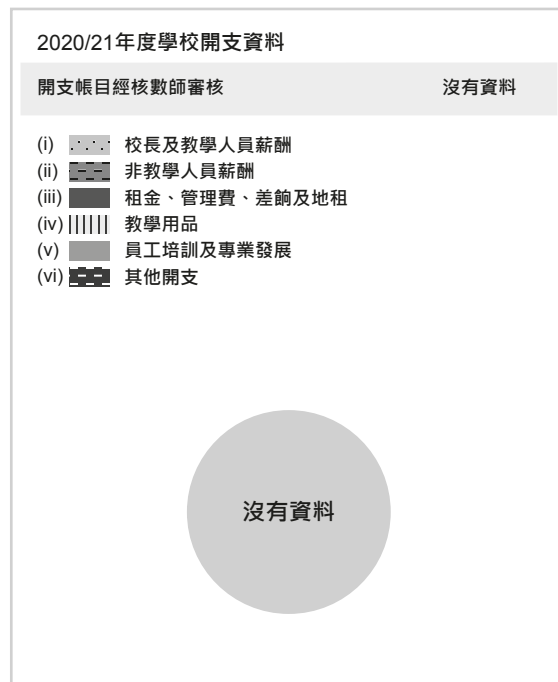 2020/21年度學校開支資料
開支帳目經核數師審核 沒有資料
(i) 校長及教學人員薪酬
(ii) 非教學人員薪酬
(iii) 租金、管理費、差餉及地租
(iv) 教學用品
(v) 員工培訓及專業發展
(vi) 其他開支
沒有資料